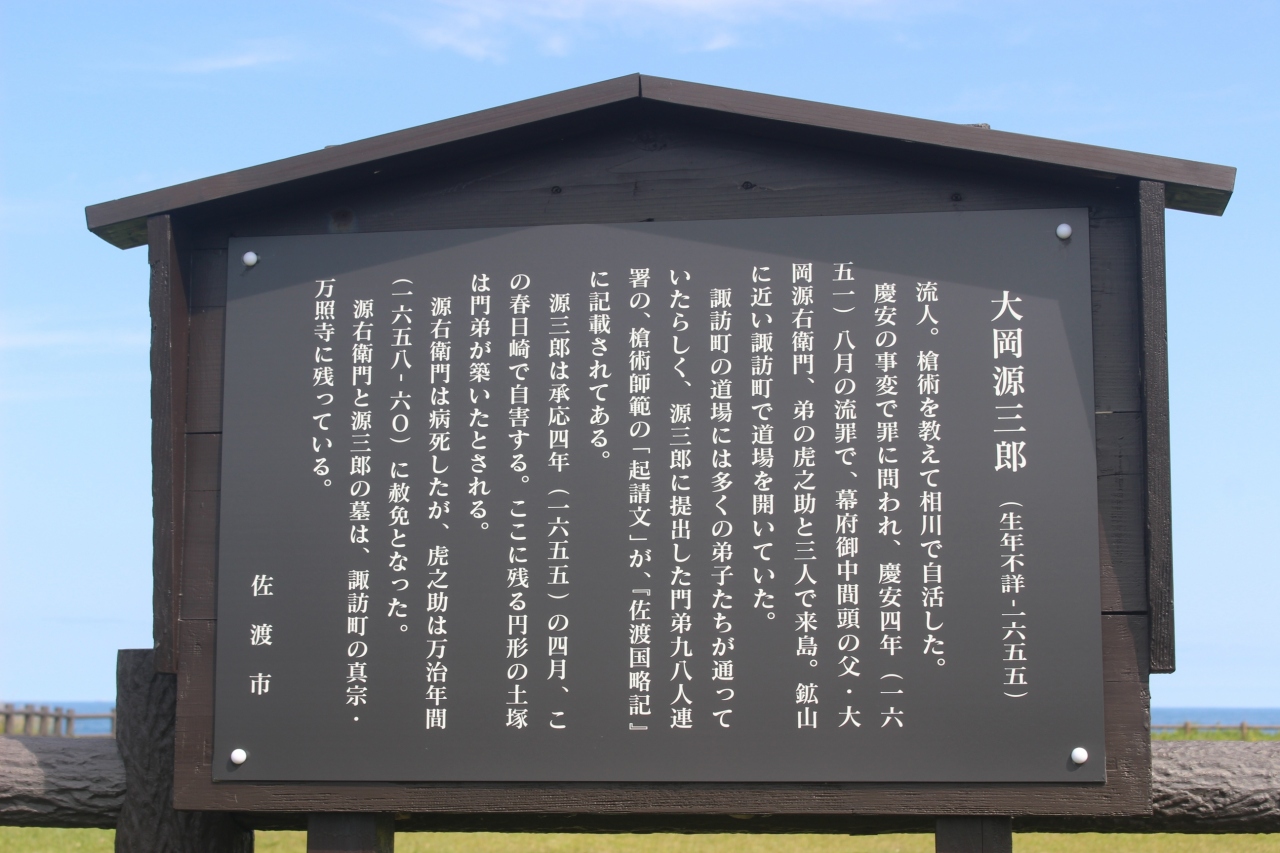 大岡源三郎（生年不詳-一六五五）
流人。槍術を教えて相川で自活した。
慶安の事変で罪に問われ、慶安四年（一六
五一）八月の流罪で、幕府御中間頭の父・大
岡源右衛門、弟の虎之助と三人で来島。鉱山
に近い諏訪町で道場を開いていた。
諏訪町の道場には多くの弟子たちが通って
いたらしく、源三郎に提出した門弟九八人連
署の、槍術師範の「起請文」が、『佐渡国略記』
に記載されてある。
源三郎は承応四年（一六五五）の四月、こ
の春日崎で自害する。ここに残る円形の土塚
は門弟が築いたとされる。
源右衛門は病死したが、虎之助は万治年間
（一六五八-六〇）に赦免となった。
源右衛門と源三郎の墓は、諏訪町の真宗・
万照寺に残っている。
佐渡市